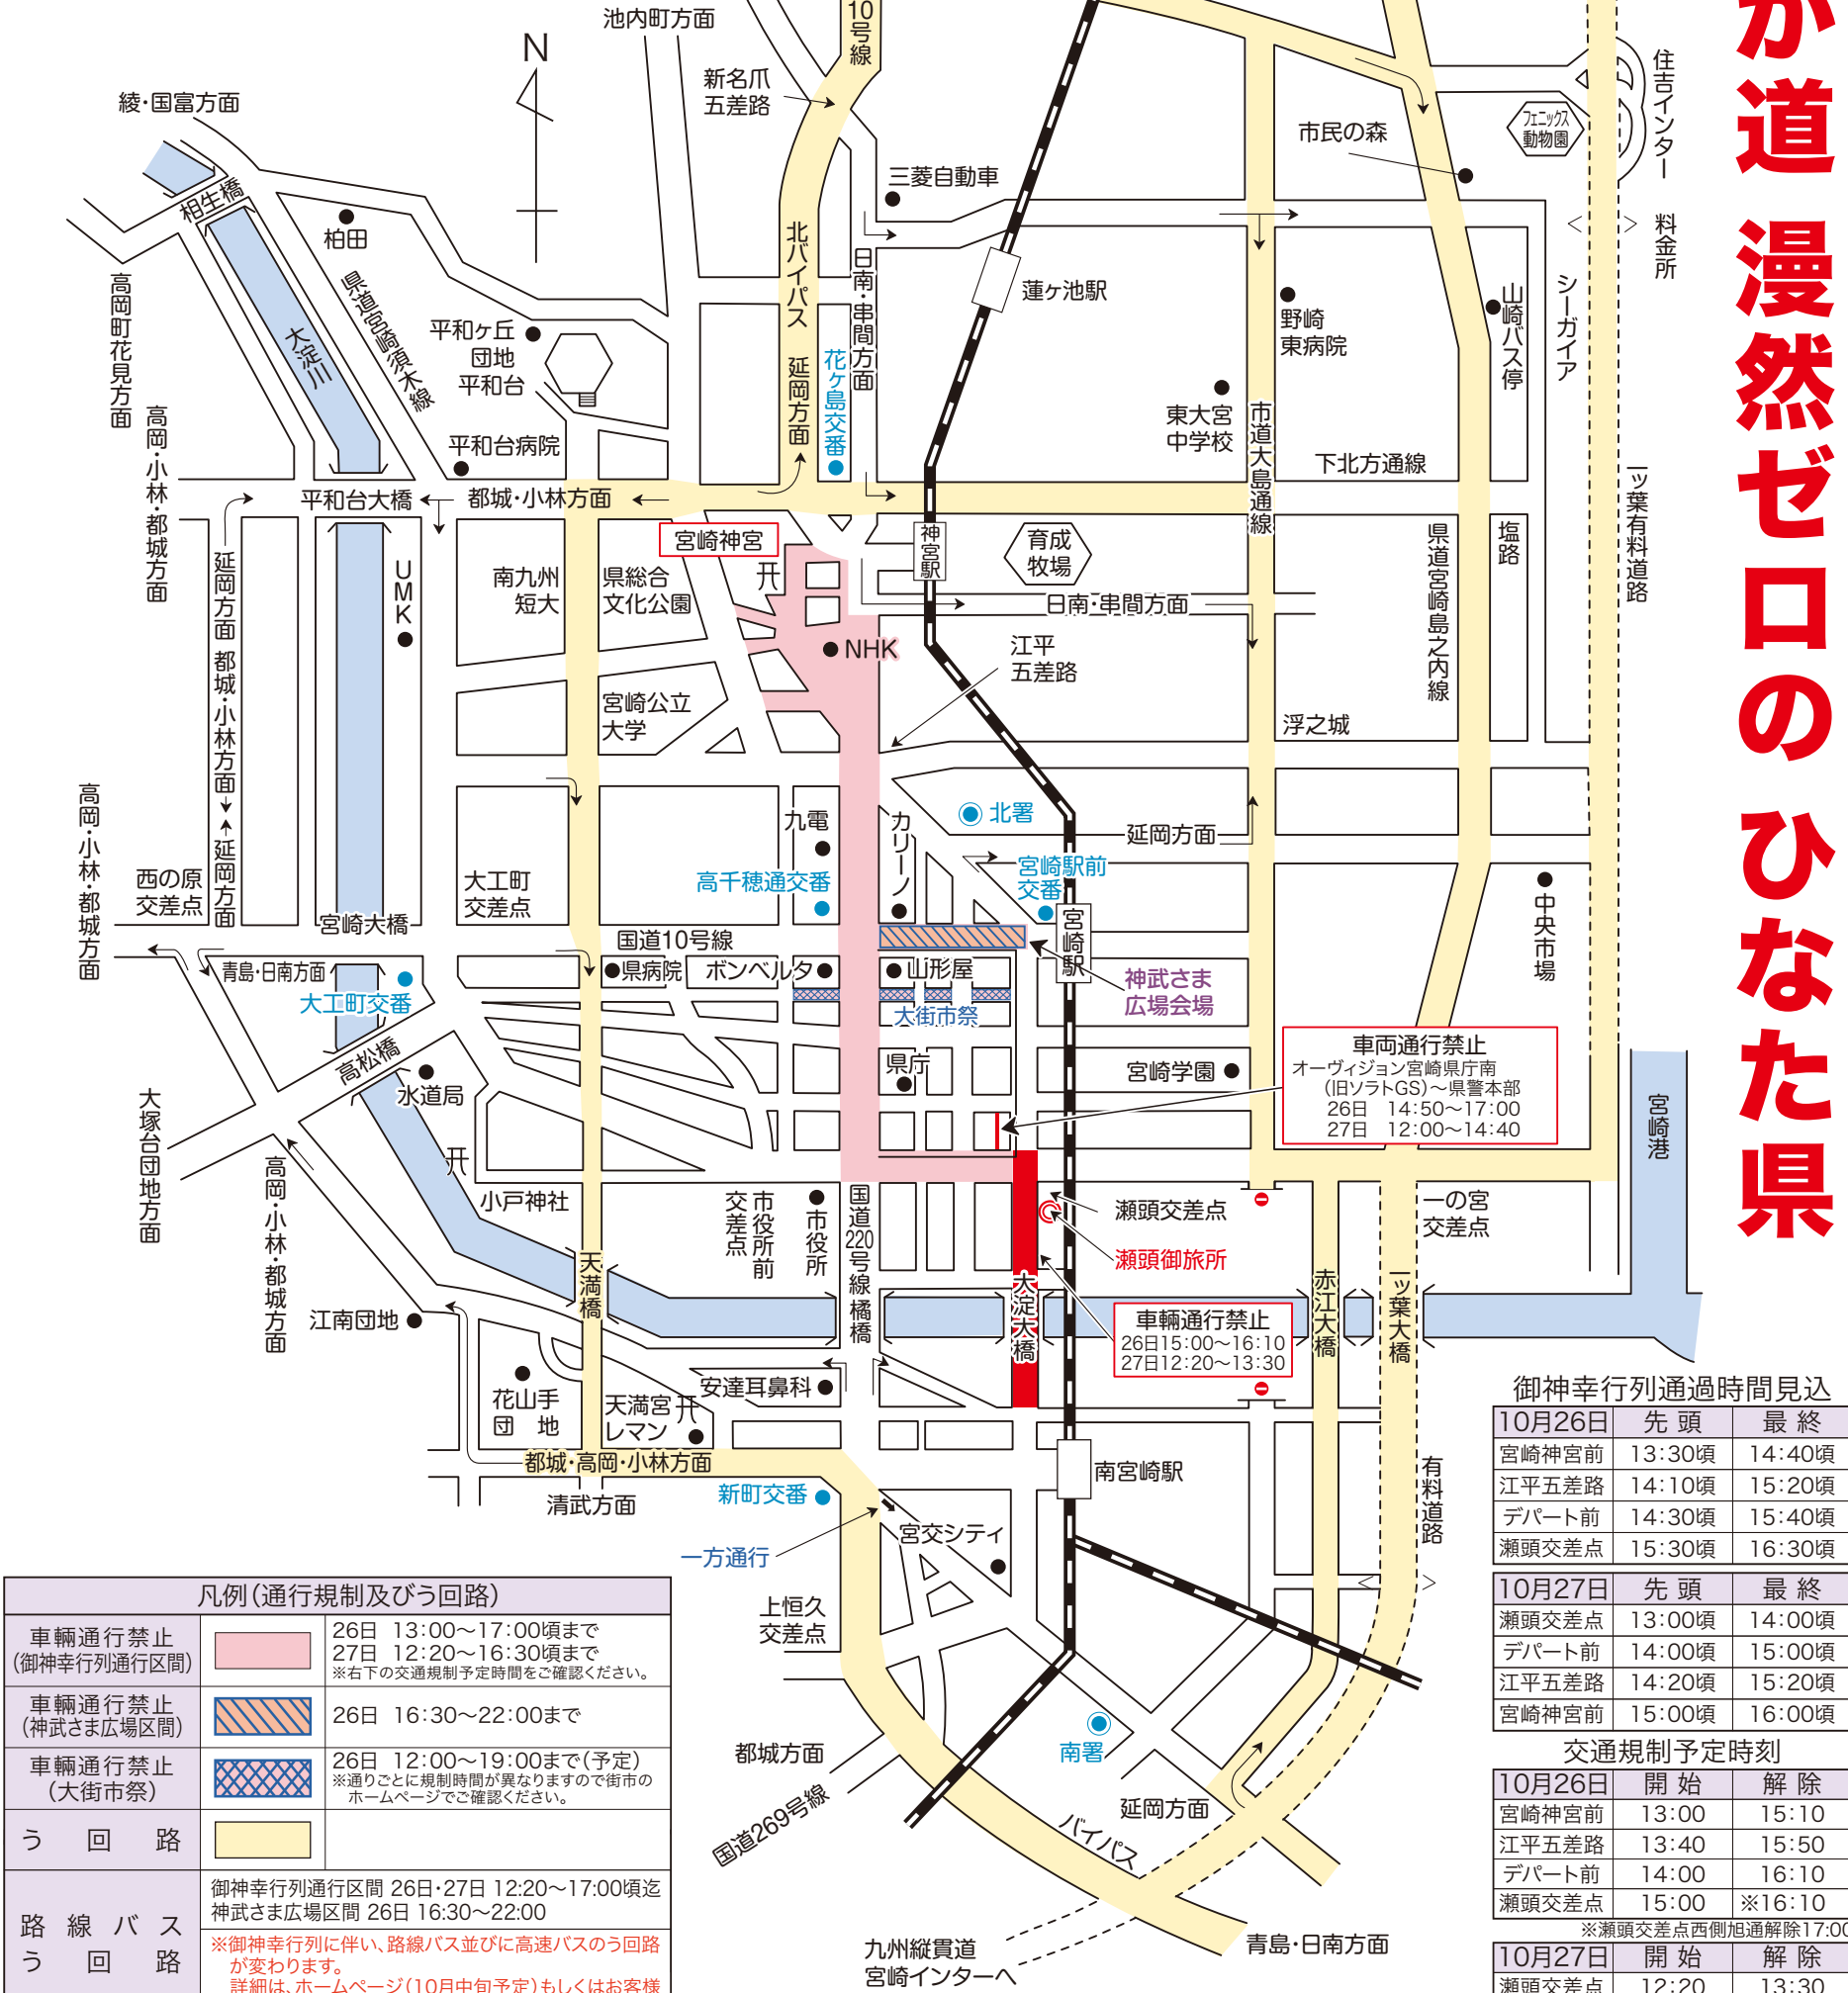 が道 漫然ゼロの ひなた県
池内町方面
10号線
N
新名爪
五差路
綾・国富方面
住吉インター
フェニックス
動物園
市民の森
三菱自動車
相生橋
柏田
料金所
北バイパス
日南・串間方面
蓮ヶ池駅
高岡町花見方面
県道宮崎須木線
大淀川
平和ヶ丘
団地
平和台
野崎
東病院
山崎バス停
シーガイア
延岡方面
花ヶ島交番
東大宮
中学校
市道大島通線
高岡・小林・都城方面
平和台病院
下北方通線
一ッ葉有料道路
平和台大橋
都城・小林方面
宮崎神宮
神宮駅
育成
牧場
県道宮崎島之内線
塩路
延岡方面
UMK
南九州
短大
県総合
文化公園
日南・串間方面
NHK
江平
五差路
都城・小林方面
宮崎公立
大学
浮之城
高岡・小林・都城方面
九電
カリーノ
北署
延岡方面
延岡方面
西の原
交差点
大工町
交差点
高千穂通交番
宮崎駅前
交番
中央市場
宮崎大橋
宮崎駅
国道10号線
青島・日南方面
県病院
ボンベルタ
山形屋
神武さま
広場会場
大工町交番
大街市祭
高松橋
水道局
県庁
宮崎学園
車両通行禁止
オーヴィジョン宮崎県庁南
(旧ソラトGS)～県警本部
26日 14:50～17:00
27日 12:00～14:40
宮崎港
大塚台団地方面
高岡・小林・都城方面
小戸神社
市役所前
交差点
市役所
国道220号線
瀬頭交差点
瀬頭御旅所
一の宮
交差点
天満橋
橘橋
大淀大橋
赤江大橋
一ッ葉大橋
江南団地
車輛通行禁止
26日15:00～16:10
27日12:20～13:30
花山手
団地
天満宮
レマン
安達耳鼻科
都城・高岡・小林方面
清武方面
新町交番
南宮崎駅
有料道路
一方通行
宮交シティ
上恒久
交差点
都城方面
国道269号線
南署
延岡方面
バイパス
九州縦貫道
宮崎インターへ
青島・日南方面
凡例(通行規制及びう回路)
車輛通行禁止
(御神幸行列通行区間)
26日 13:00～17:00頃まで
27日 12:20～16:30頃まで
※右下の交通規制予定時間をご確認ください。
車輛通行禁止
(神武さま広場区間)
26日 16:30～22:00まで
車輛通行禁止
(大街市祭)
26日 12:00～19:00まで(予定)
※通りごとに規制時間が異なりますので街市の
ホームページでご確認ください。
う回路
路線バス
う回路
御神幸行列通行区間 26日・27日 12:20～17:00頃迄
神武さま広場区間 26日 16:30～22:00
※御神幸行列に伴い、路線バス並びに高速バスのう回路
が変わります。
詳細は、ホームページ(10月中旬予定)もしくはお客様
御神幸行列通過時間見込
10月26日 先頭 最終
宮崎神宮前 13:30頃 14:40頃
江平五差路 14:10頃 15:20頃
デパート前 14:30頃 15:40頃
瀬頭交差点 15:30頃 16:30頃
10月27日 先頭 最終
瀬頭交差点 13:00頃 14:00頃
デパート前 14:00頃 15:00頃
江平五差路 14:20頃 15:20頃
宮崎神宮前 15:00頃 16:00頃
交通規制予定時刻
10月26日 開始 解除
宮崎神宮前 13:00 15:10
江平五差路 13:40 15:50
デパート前 14:00 16:10
瀬頭交差点 15:00 ※16:10
※瀬頭交差点西側旭通解除17:00
10月27日 開始 解除
瀬頭交差点 12:20 13:30